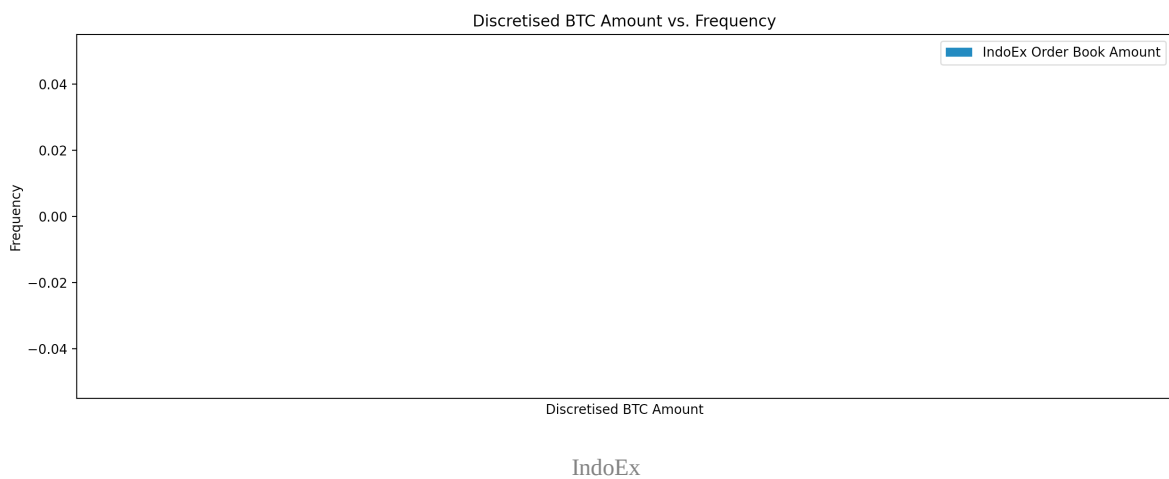 Discretised BTC Amount vs. Frequency
IndoEx Order Book Amount
Frequency
0.04
0.02
0.00
−0.02
−0.04
Discretised BTC Amount
IndoEx